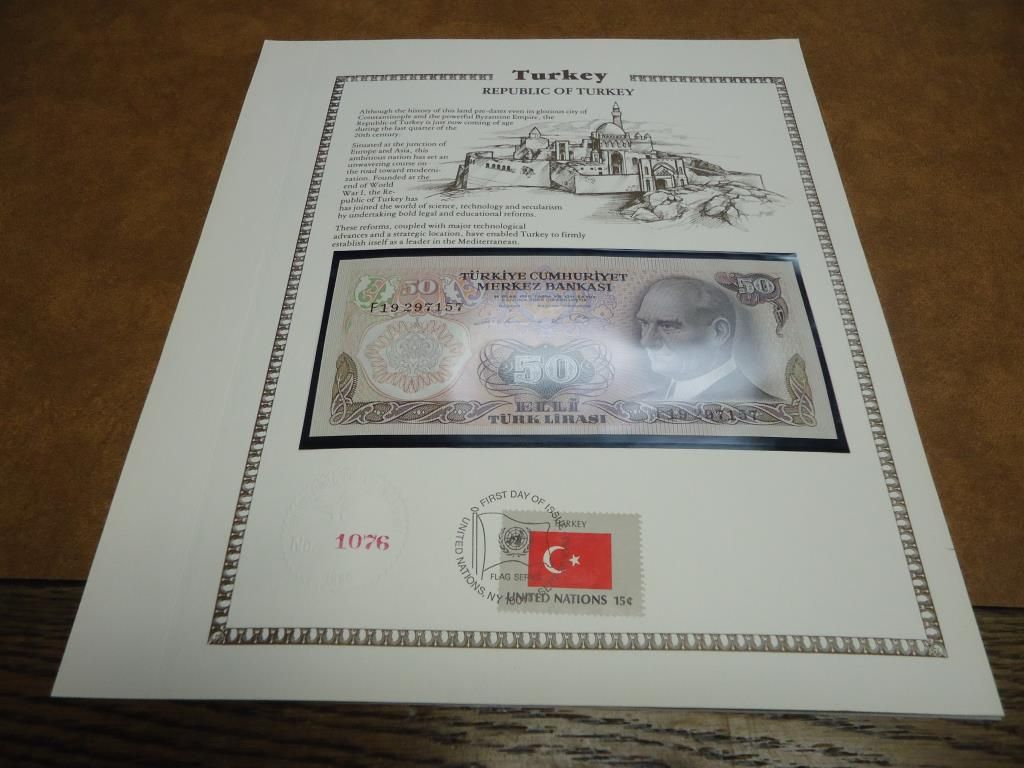 Turkey
REPUBLIC OF TURKEY
Although the history of this land pre-dates even its glorious city of
Constantinople and the powerful Byzantine Empire, the
Republic of Turkey is just now coming of age
during the last quarter of the
20th century.
Situated at the junction of
Europe and Asia, this
ambitious nation has set an
unwavering course on
the road toward moderni-
zation. Founded at the
end of World
War I, the Re-
public of Turkey has
has joined the world of science, technology and secularism
by undertaking bold legal and educational reforms.
These reforms, coupled with major technological
advances and a strategic location, have enabled Turkey to firmly
establish itself as a leader in the Mediterranean.
50
TÜRKİYE CUMHURİYET
MERKEZ BANKASI
50
F19 297157
50
ELLİ
TÜRK LİRASI
F19 297157
No. 1076
FIRST DAY OF ISSUE
UNITED NATIONS, NY 10017
FLAG SERIES
TURKEY
UNITED NATIONS 15¢